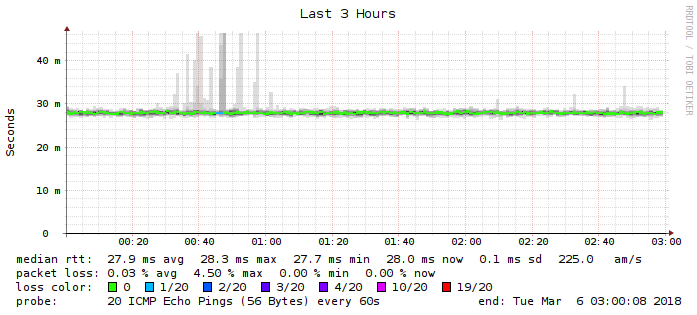 Last 3 Hours
RRDTOOL / TOBI OETIKER
Seconds
40 m
30 m
20 m
10 m
0
00:20 00:40 01:00 01:20 01:40 02:00 02:20 02:40 03:00
median rtt: 27.9 ms avg 28.3 ms max 27.7 ms min 28.0 ms now 0.1 ms sd 225.0 am/s
packet loss: 0.03 % avg 4.50 % max 0.00 % min 0.00 % now
loss color: 0 1/20 2/20 3/20 4/20 10/20 19/20
probe: 20 ICMP Echo Pings (56 Bytes) every 60s end: Tue Mar 6 03:00:08 2018